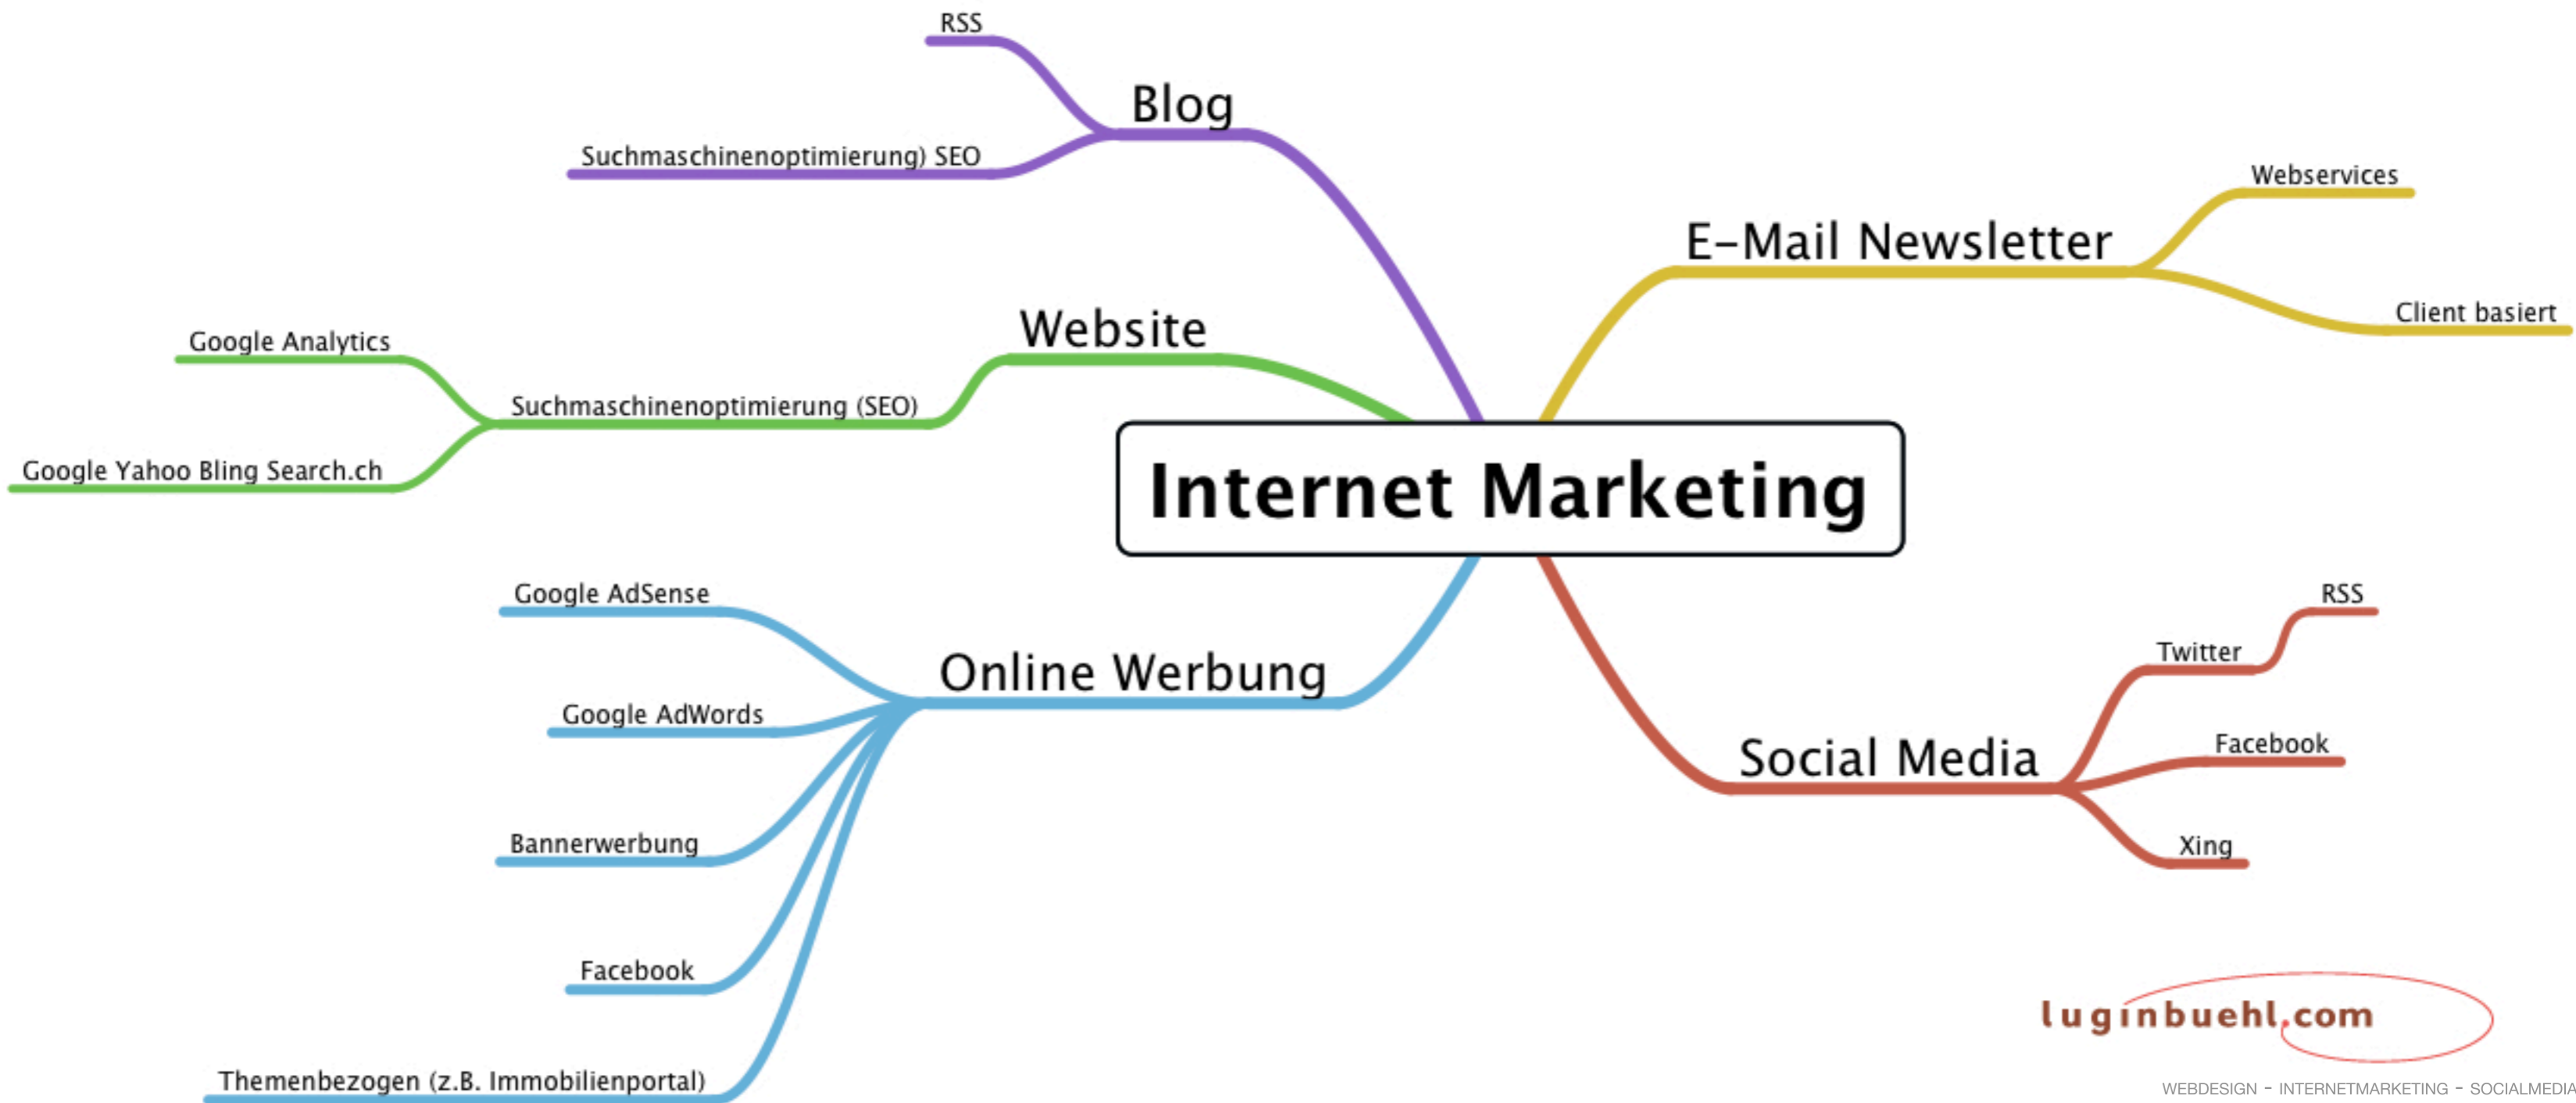 RSS
Blog
Suchmaschinenoptimierung) SEO
Webservices
E-Mail Newsletter
Client basiert
Website
Google Analytics
Suchmaschinenoptimierung (SEO)
Google Yahoo Bling Search.ch
Internet Marketing
Google AdSense
Online Werbung
Google AdWords
Bannerwerbung
Facebook
Themenbezogen (z.B. Immobilienportal)
RSS
Twitter
Social Media
Facebook
Xing
luginbuehl.com
WEBDESIGN - INTERNETMARKETING - SOCIALMEDIA